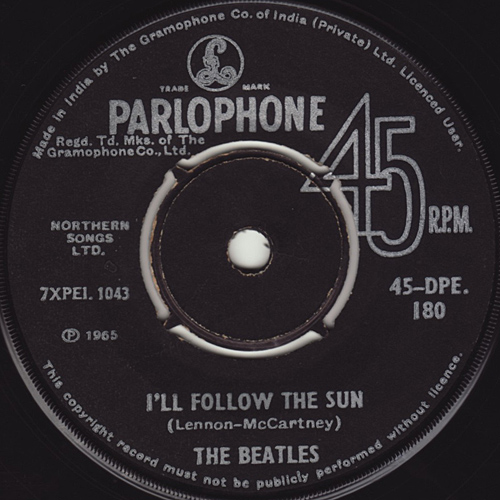 Made in India by The Gramophone Co. of India (Private) Ltd. Licenced User.
£
TRADE MARK
PARLOPHONE
Regd. Td. Mks. of The
Gramophone Co., Ltd.
45
R.P.M.
NORTHERN
SONGS
LTD.
7XPEI. 1043
45-DPE.
180
℗ 1965
I'LL FOLLOW THE SUN
(Lennon-McCartney)
THE BEATLES
This copyright record must not be publicly performed without licence.